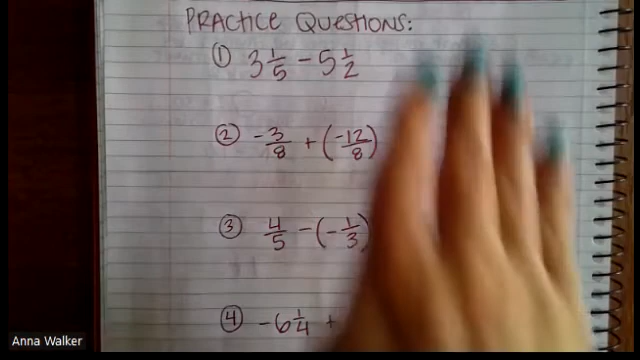 PRACTICE QUESTIONS:
① 3 1/5 - 5 1/2
② -3/8 + (-12/8)
③ 4/5 - (-1/3)
④ -6 1/4 +
Anna Walker